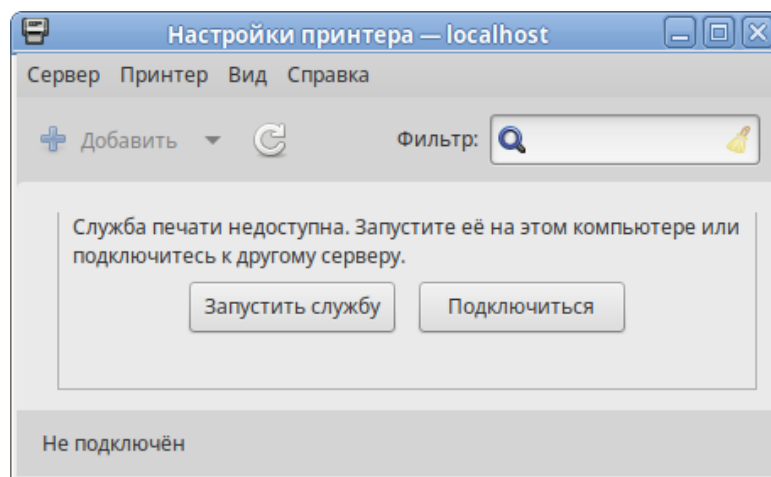 Настройки принтера — localhost
Сервер Принтер Вид Справка
Добавить Фильтр:
Служба печати недоступна. Запустите её на этом компьютере или
подключитесь к другому серверу.
Запустить службу Подключиться
Не подключён